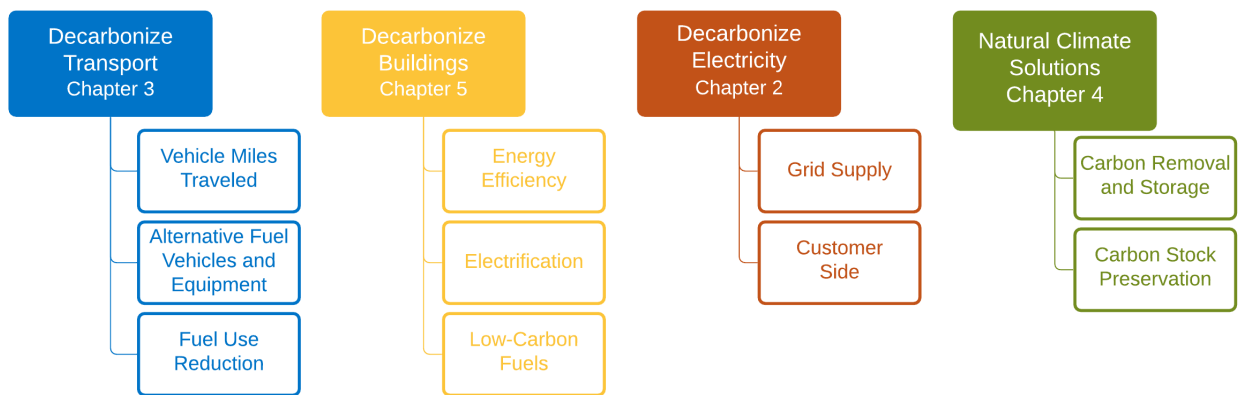 Decarbonize
Transport
Chapter 3
Vehicle Miles
Traveled
Alternative Fuel
Vehicles and
Equipment
Fuel Use
Reduction
Decarbonize
Buildings
Chapter 5
Energy
Efficiency
Electrification
Low-Carbon
Fuels
Decarbonize
Electricity
Chapter 2
Grid Supply
Customer
Side
Natural Climate
Solutions
Chapter 4
Carbon Removal
and Storage
Carbon Stock
Preservation